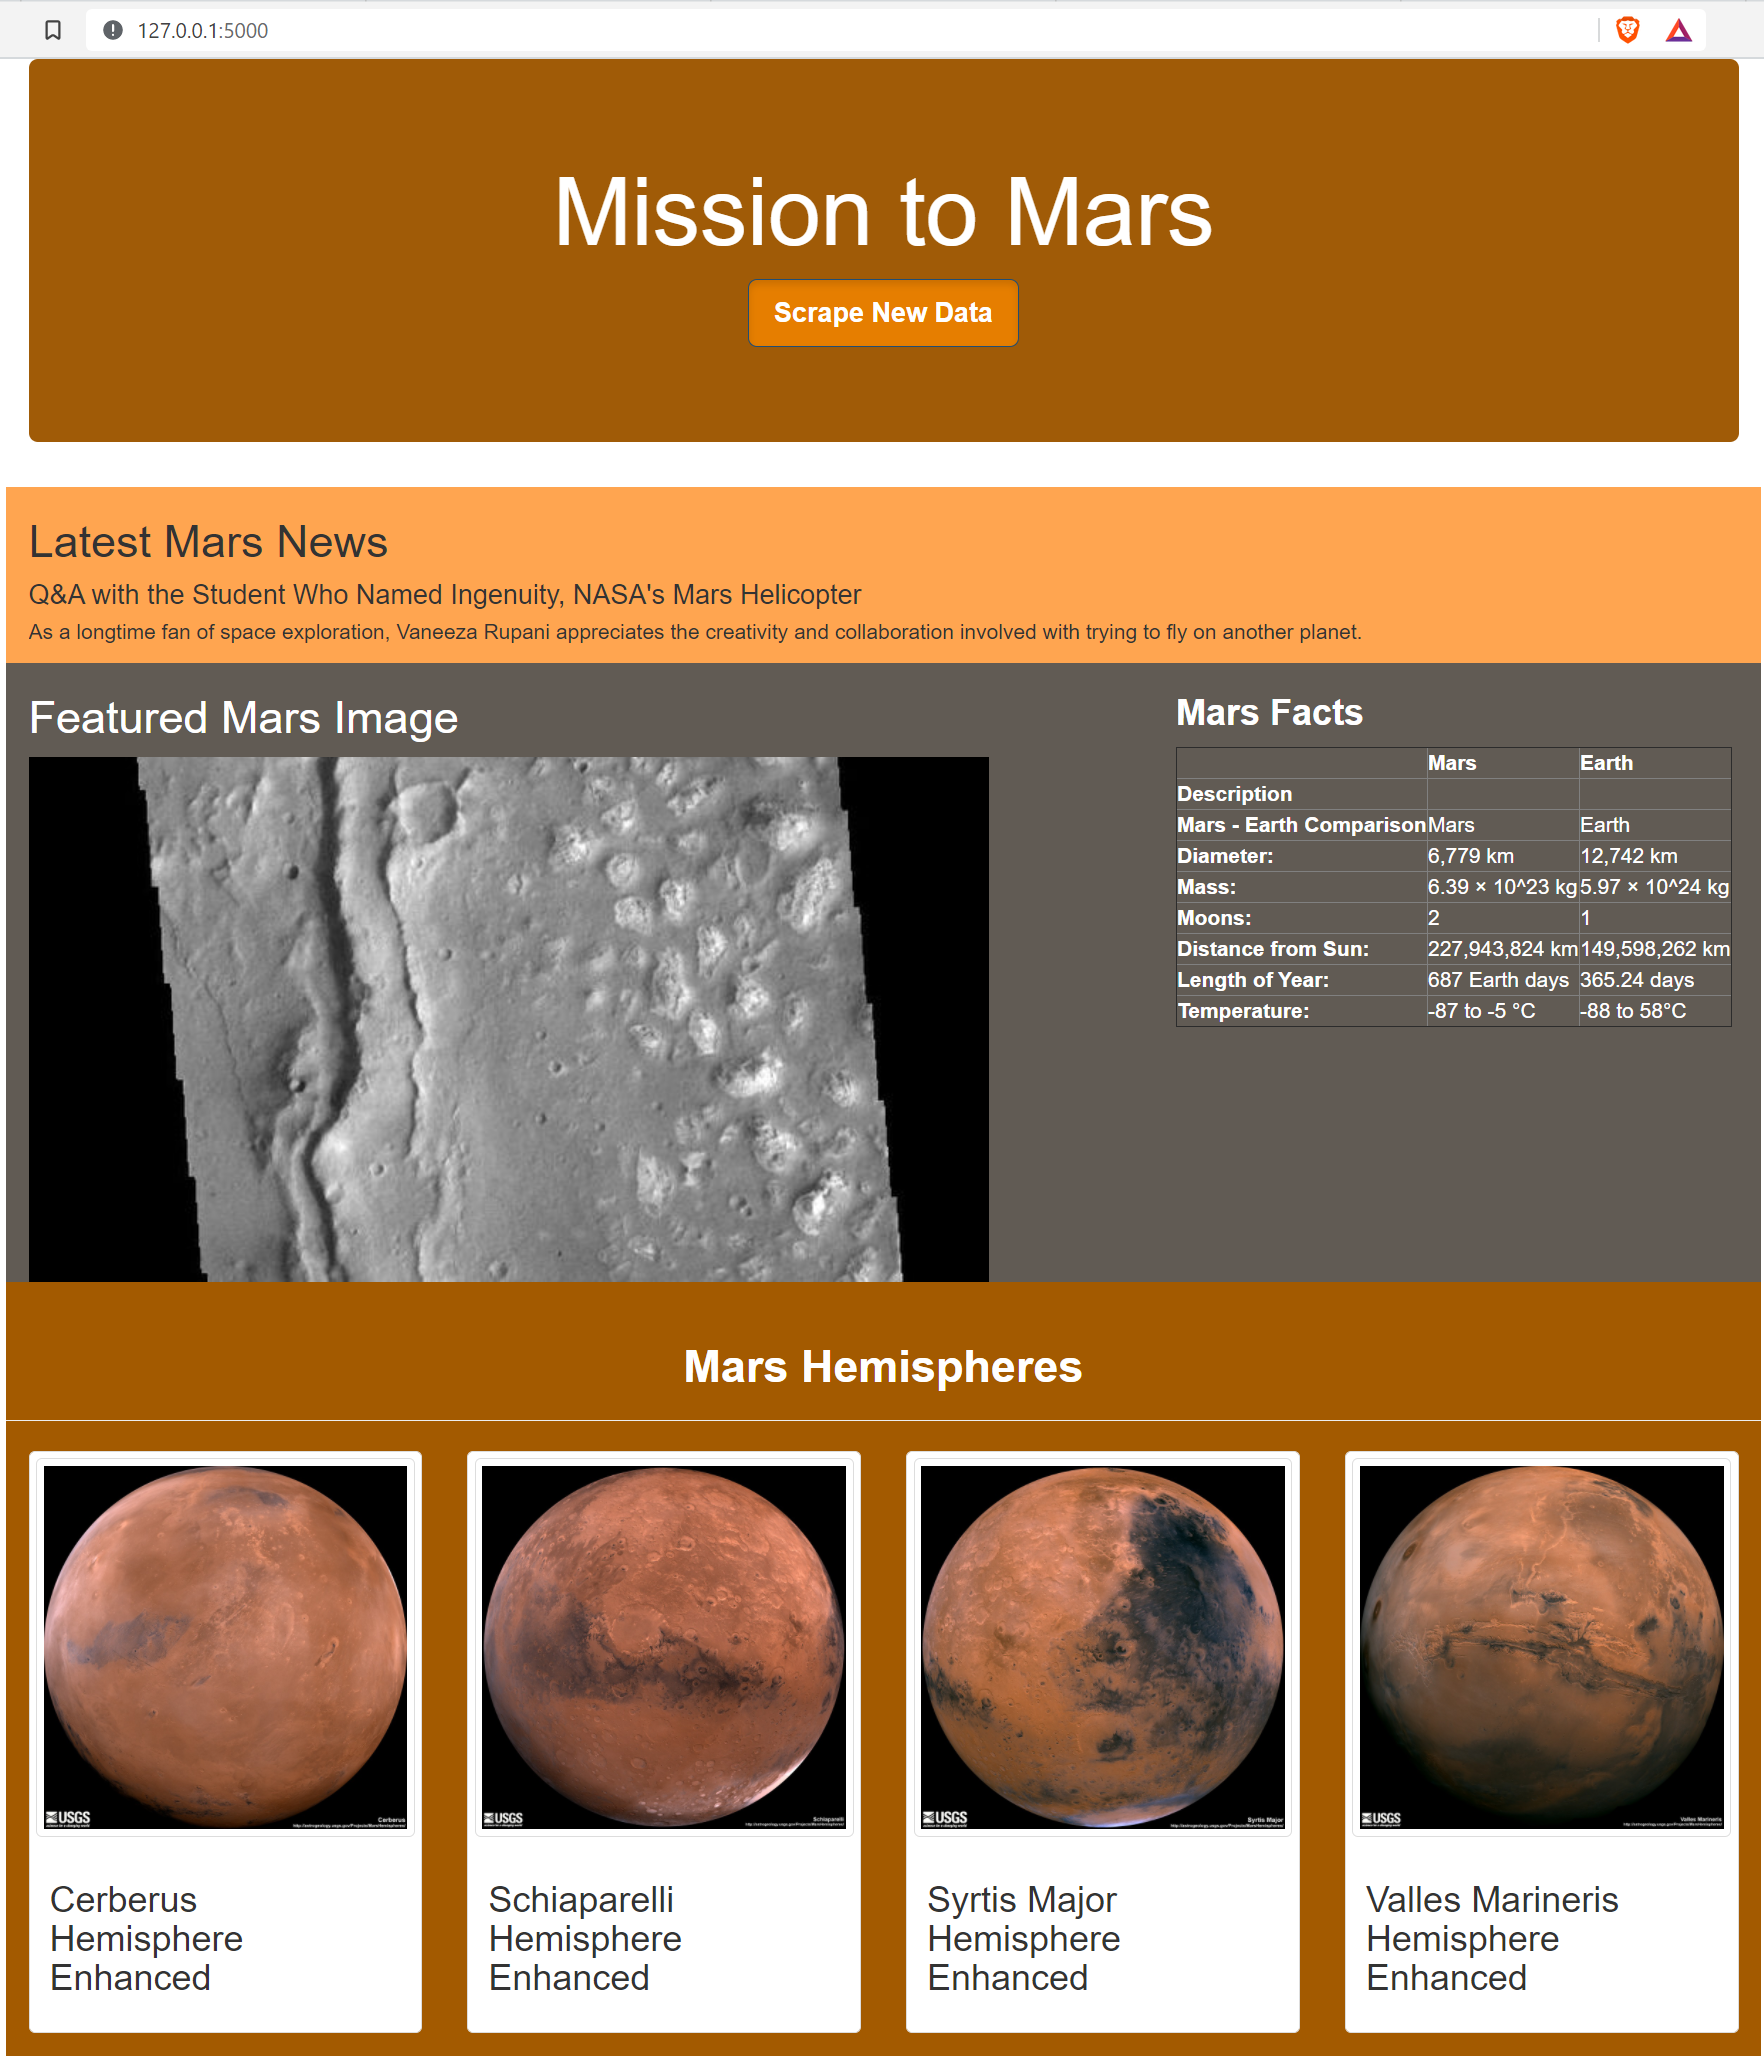 127.0.0.1:5000
Mission to Mars
Scrape New Data
Latest Mars News
Q&A with the Student Who Named Ingenuity, NASA's Mars Helicopter
As a longtime fan of space exploration, Vaneeza Rupani appreciates the creativity and collaboration involved with trying to fly on another planet.
Featured Mars Image
Mars Facts
Mars Earth
Description
Mars - Earth Comparison Mars Earth
Diameter: 6,779 km 12,742 km
Mass: 6.39 × 10^23 kg 5.97 × 10^24 kg
Moons: 2 1
Distance from Sun: 227,943,824 km 149,598,262 km
Length of Year: 687 Earth days 365.24 days
Temperature: -87 to -5 °C -88 to 58°C
Mars Hemispheres
USGS Cerberus
USGS Schiaparelli
USGS Syrtis Major
USGS Valles Marineris
Cerberus
Hemisphere
Enhanced
Schiaparelli
Hemisphere
Enhanced
Syrtis Major
Hemisphere
Enhanced
Valles Marineris
Hemisphere
Enhanced